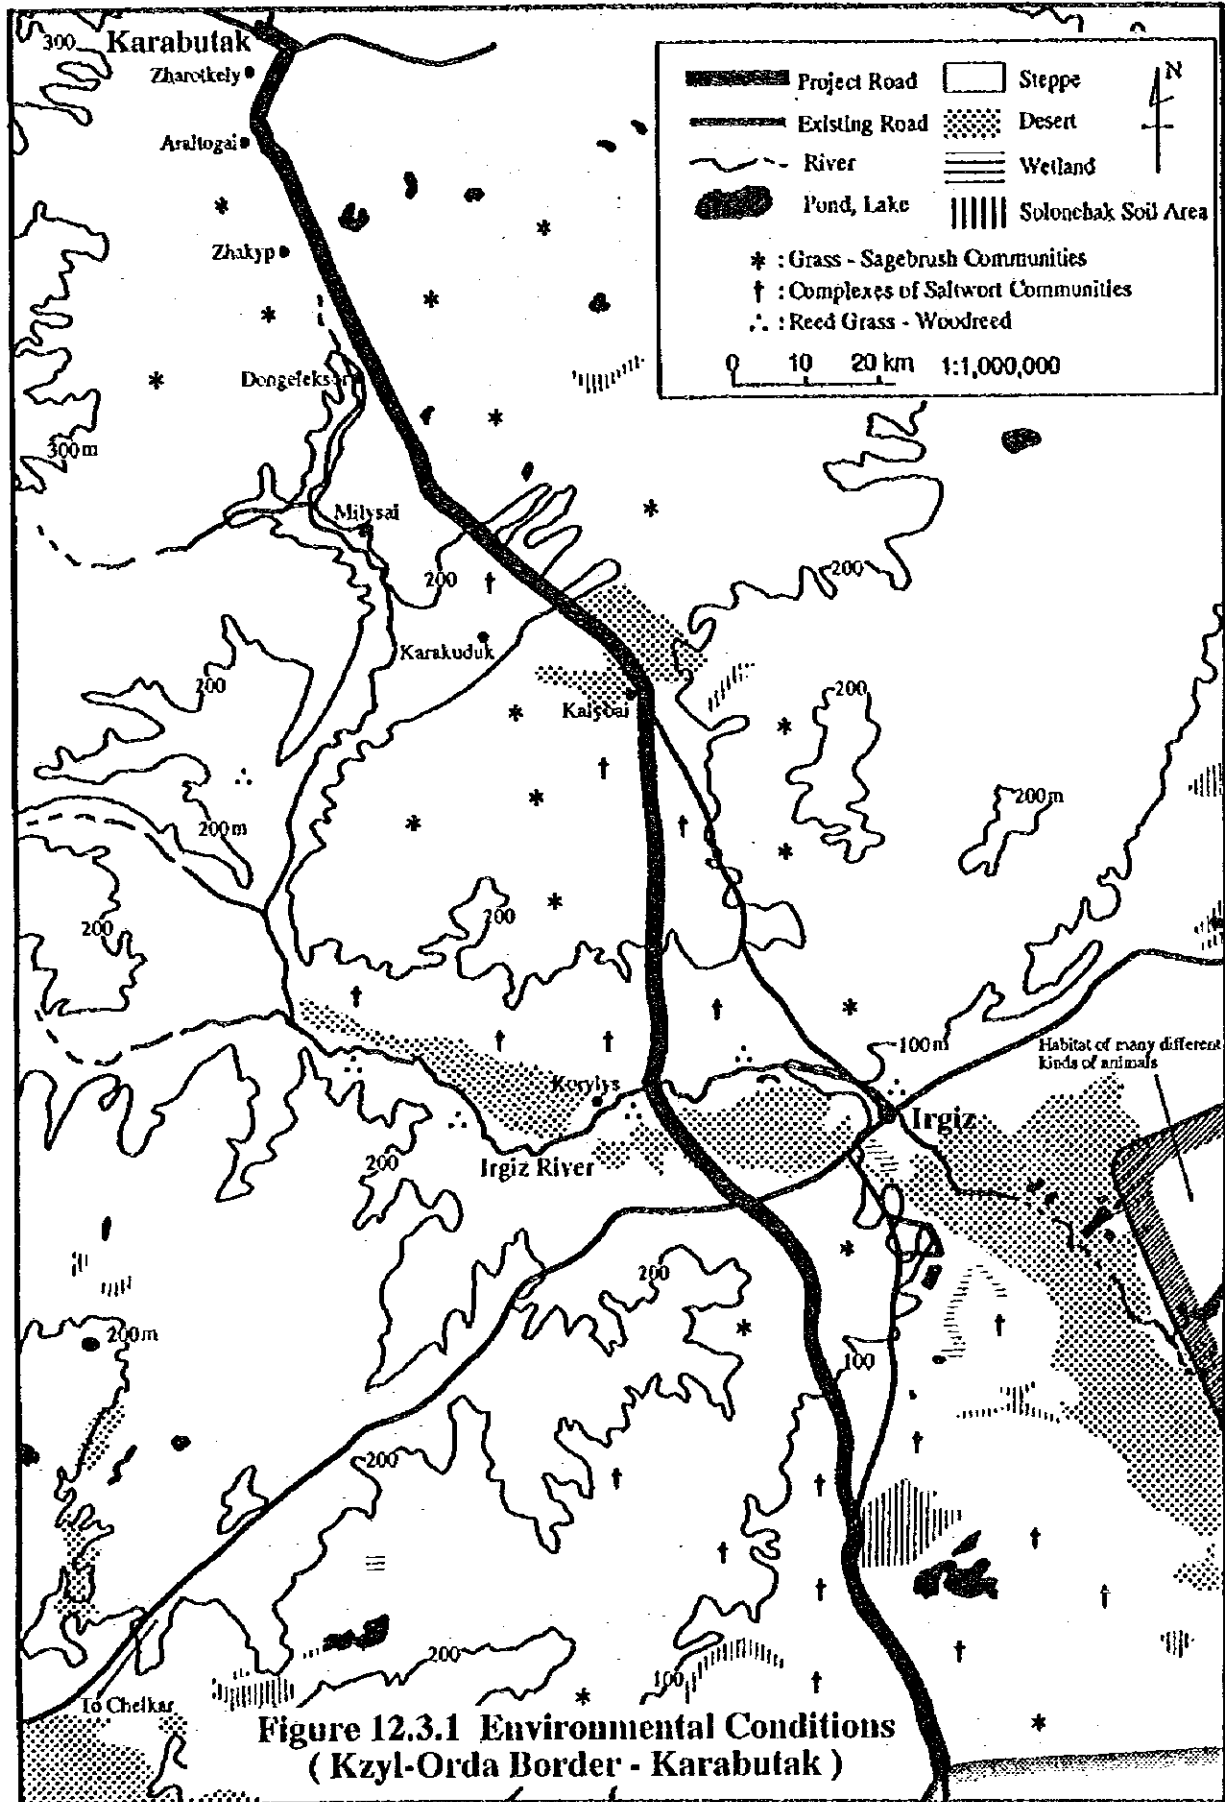 300
Karabutak
Zharotkely
Araltogai
Zhakyp
Dongeleksor
300m
Milysai
200
200
Karakuduk
200
Kalybai
200
200m
200m
200
200
100m
Habitat of many different
kinds of animals
Korylys
Irgiz
Irgiz River
200
200
200m
100
200
To Chelkar
200
100
N
Project Road
Steppe
Existing Road
Desert
River
Wetland
Pond, Lake
Solonchak Soil Area
* : Grass - Sagebrush Communities
† : Complexes of Saltwort Communities
∴ : Reed Grass - Woodreed
0 10 20 km 1:1,000,000
Figure 12.3.1 Environmental Conditions
( Kzyl-Orda Border - Karabutak )